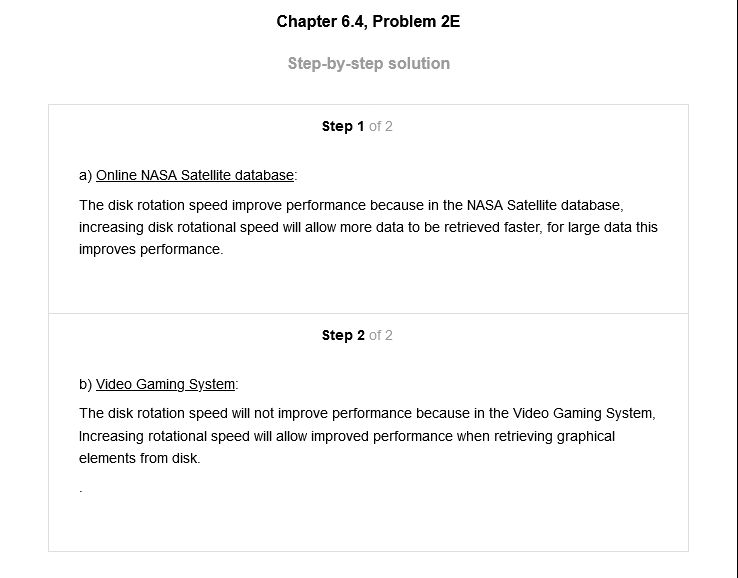 Chapter 6.4, Problem 2E
Step-by-step solution
Step 1 of 2
a) Online NASA Satellite database:
The disk rotation speed improve performance because in the NASA Satellite database,
increasing disk rotational speed will allow more data to be retrieved faster, for large data this
improves performance.
Step 2 of 2
b) Video Gaming System:
The disk rotation speed will not improve performance because in the Video Gaming System,
Increasing rotational speed will allow improved performance when retrieving graphical
elements from disk.
.